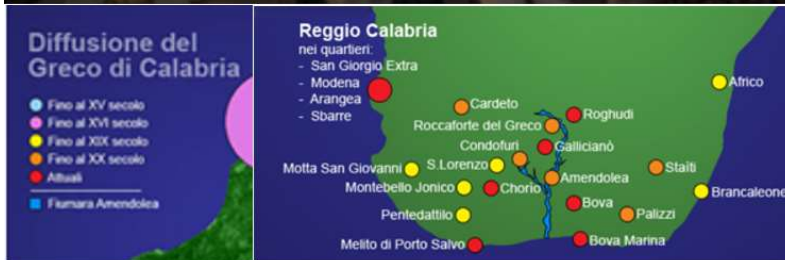 Diffusione del
Greco di Calabria
Fino al XV secolo
Fino al XVI secolo
Fino al XIX secolo
Fino al XX secolo
Attuali
Fiumara Amendolea
Reggio Calabria
nei quartieri:
- San Giorgio Extra
- Modena
- Arangea
- Sbarre
Africo
Cardeto
Roghudi
Roccaforte del Greco
Condofuri
Gallicianò
Motta San Giovanni
S.Lorenzo
Staïti
Amendolea
Montebello Jonico
Chorìo
Brancaleone
Bova
Pentedattilo
Palizzi
Melito di Porto Salvo
Bova Marina